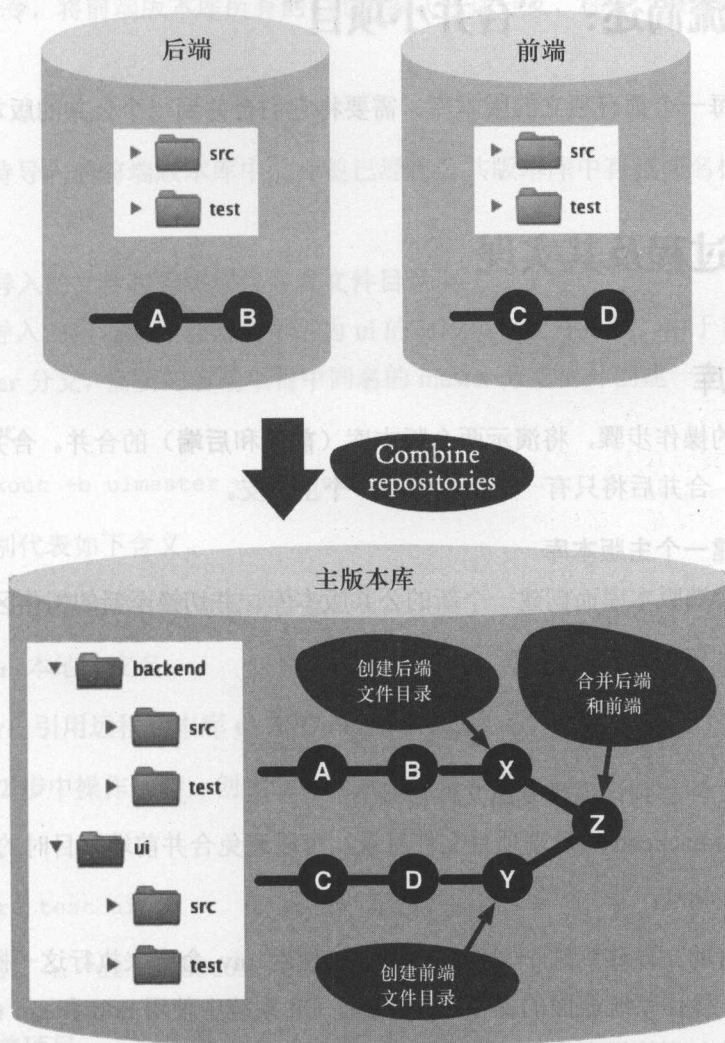 后端
前端
src
test
src
test
A
B
C
D
Combine
repositories
主版本库
backend
src
test
ui
src
test
创建后端
文件目录
合并后端
和前端
A
B
X
Z
C
D
Y
创建前端
文件目录